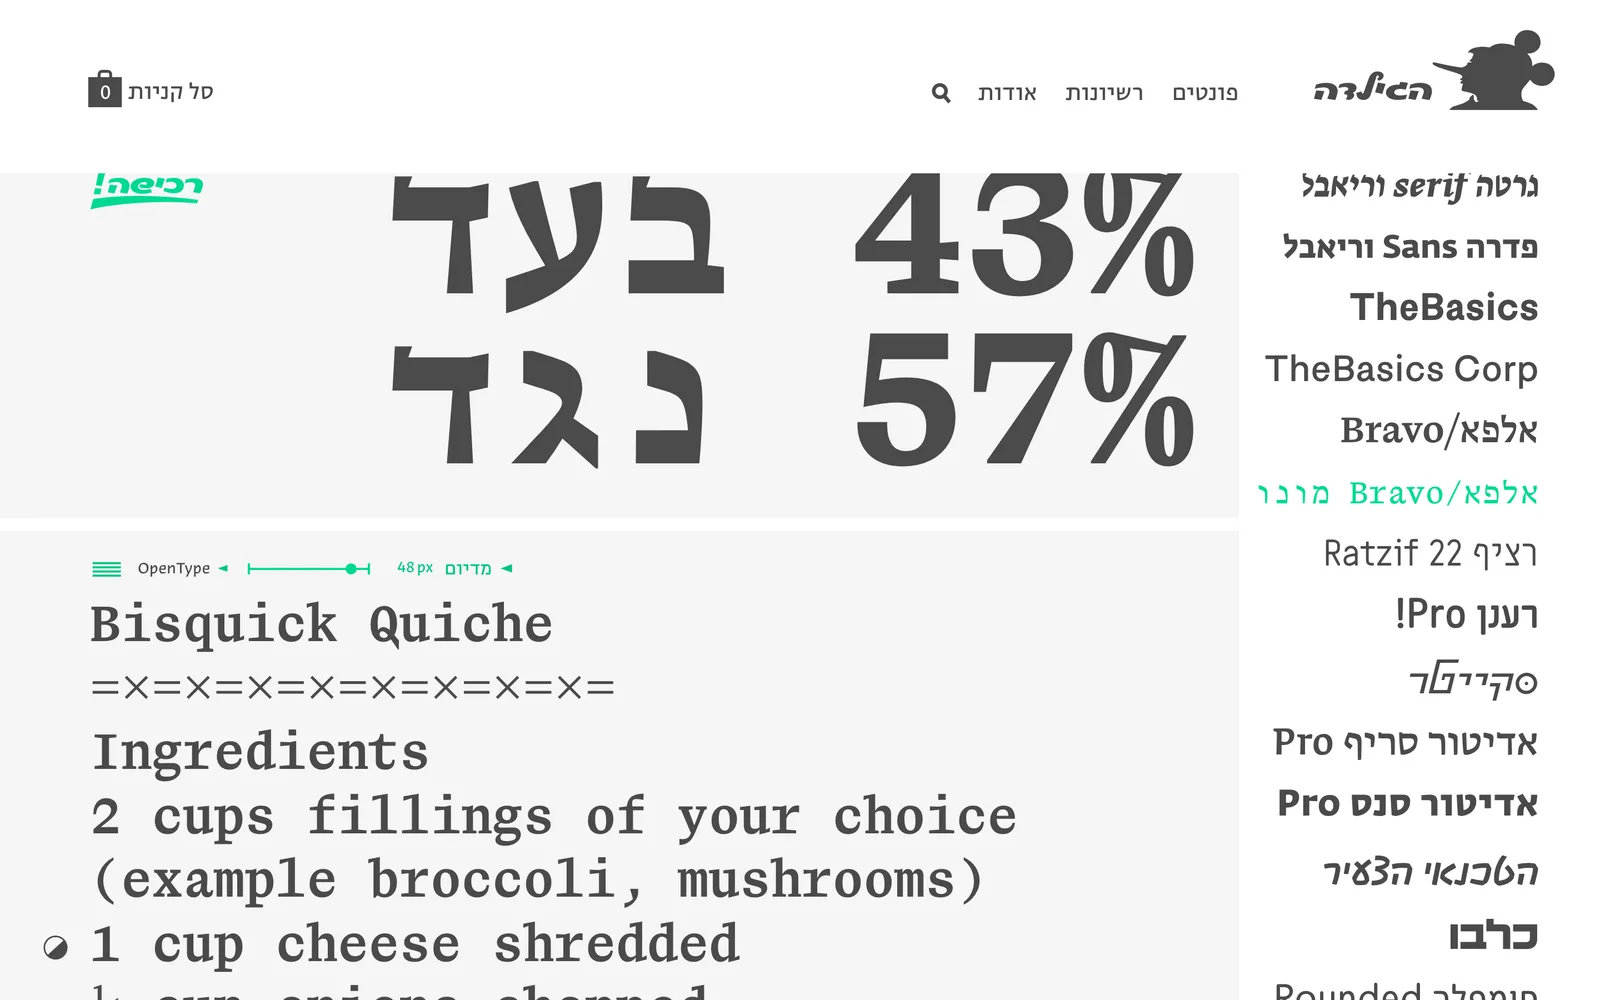 הגילדה
פונטים
רשיונות
אודות
סל קניות
0
רכישה!
בעד 43%
נגד 57%
OpenType
48 px
מדיום
Bisquick Quiche
=×=×=×=×=×=×=×=×=
Ingredients
2 cups fillings of your choice
(example broccoli, mushrooms)
1 cup cheese shredded
גרטה serif וריאבל
פדרה Sans וריאבל
TheBasics
TheBasics Corp
אלפא/Bravo
אלפא/Bravo מונו
רציף 22 Ratzif
רענן Pro!
סקייטר
אדיטור סריף Pro
אדיטור סנס Pro
הטכנאי הצעיר
כלבו